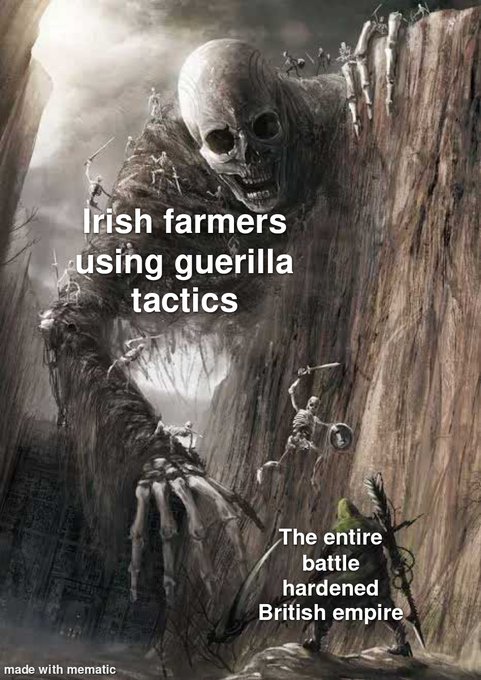 Irish farmers
using guerilla
tactics
The entire
battle
hardened
British empire
made with mematic